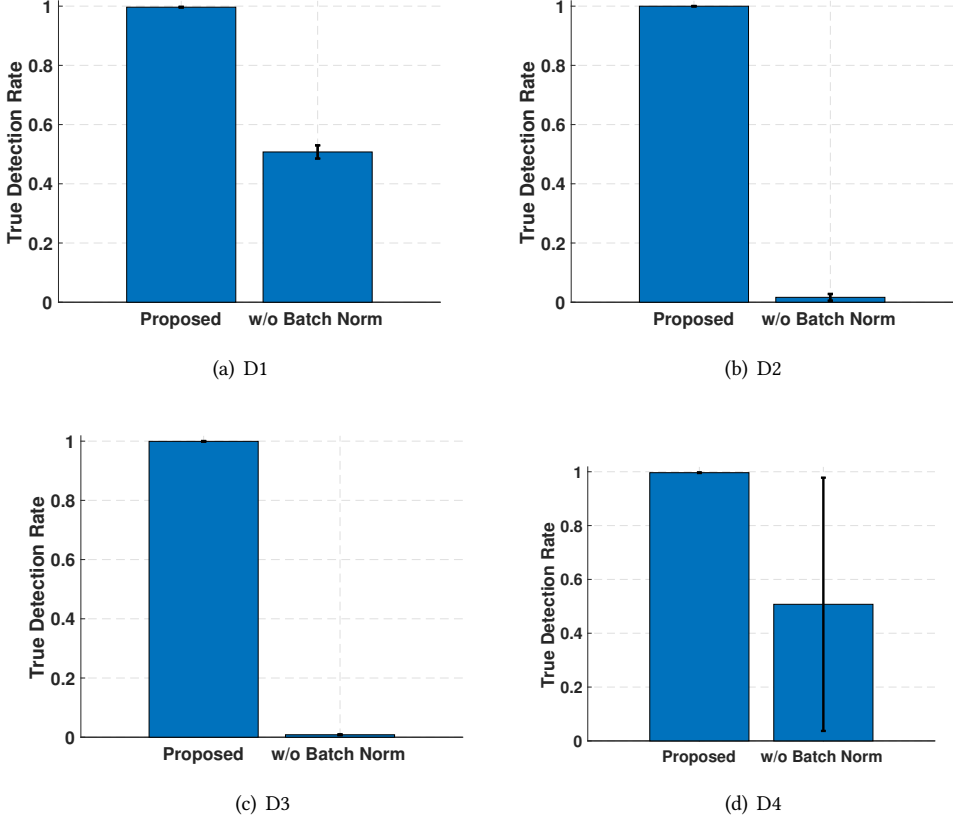 1
0.8
0.6
0.4
0.2
0
True Detection Rate
Proposed
w/o Batch Norm
(a) D1
1
0.8
0.6
0.4
0.2
0
True Detection Rate
Proposed
w/o Batch Norm
(b) D2
1
0.8
0.6
0.4
0.2
0
True Detection Rate
Proposed
w/o Batch Norm
(c) D3
1
0.8
0.6
0.4
0.2
0
True Detection Rate
Proposed
w/o Batch Norm
(d) D4